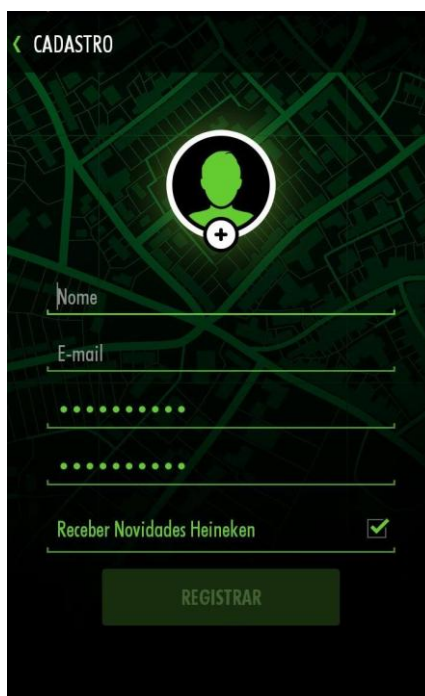 CADASTRO
Nome
E-mail
••••••••••
••••••••••
Receber Novidades Heineken
REGISTRAR